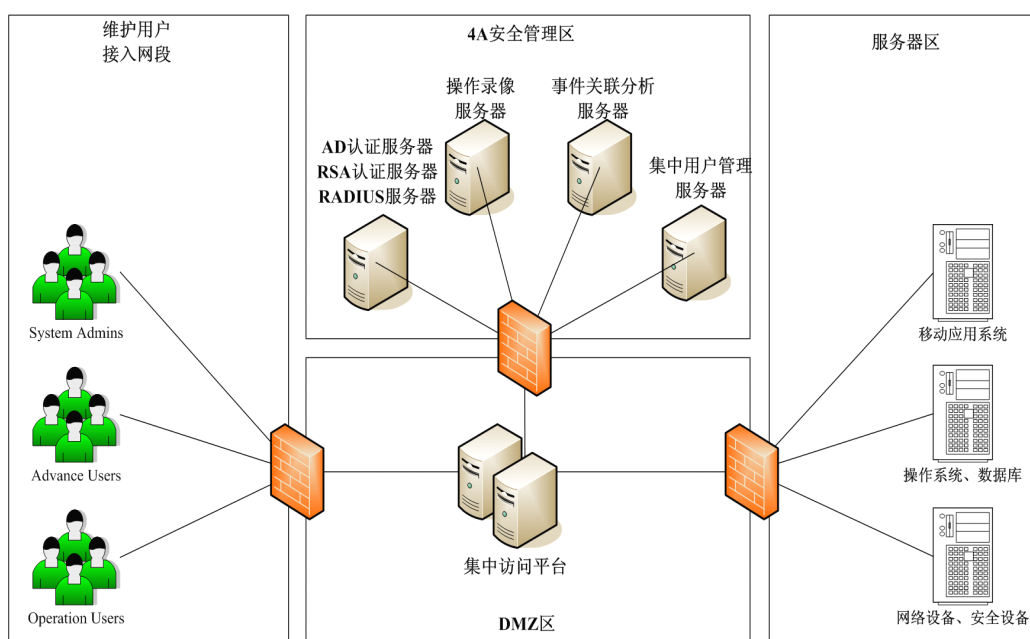 维护用户
接入网段
System Admins
Advance Users
Operation Users
4A安全管理区
操作录像
服务器
事件关联分析
服务器
AD认证服务器
RSA认证服务器
RADIUS服务器
集中用户管理
服务器
集中访问平台
DMZ区
服务器区
移动应用系统
操作系统、数据库
网络设备、安全设备